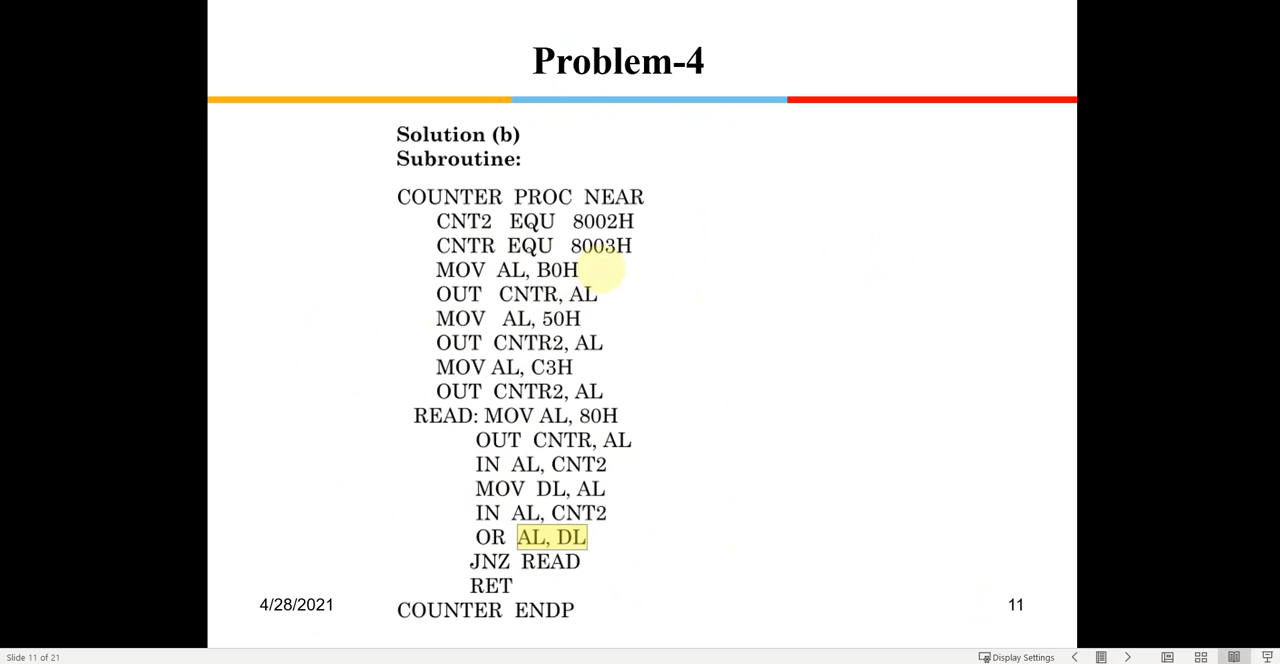 Problem-4
Solution (b)
Subroutine:
COUNTER PROC NEAR
CNT2 EQU 8002H
CNTR EQU 8003H
MOV AL, B0H
OUT CNTR, AL
MOV AL, 50H
OUT CNTR2, AL
MOV AL, C3H
OUT CNTR2, AL
READ: MOV AL, 80H
OUT CNTR, AL
IN AL, CNT2
MOV DL, AL
IN AL, CNT2
OR AL, DL
JNZ READ
RET
COUNTER ENDP
4/28/2021
11
Slide 11 of 21
Display Settings